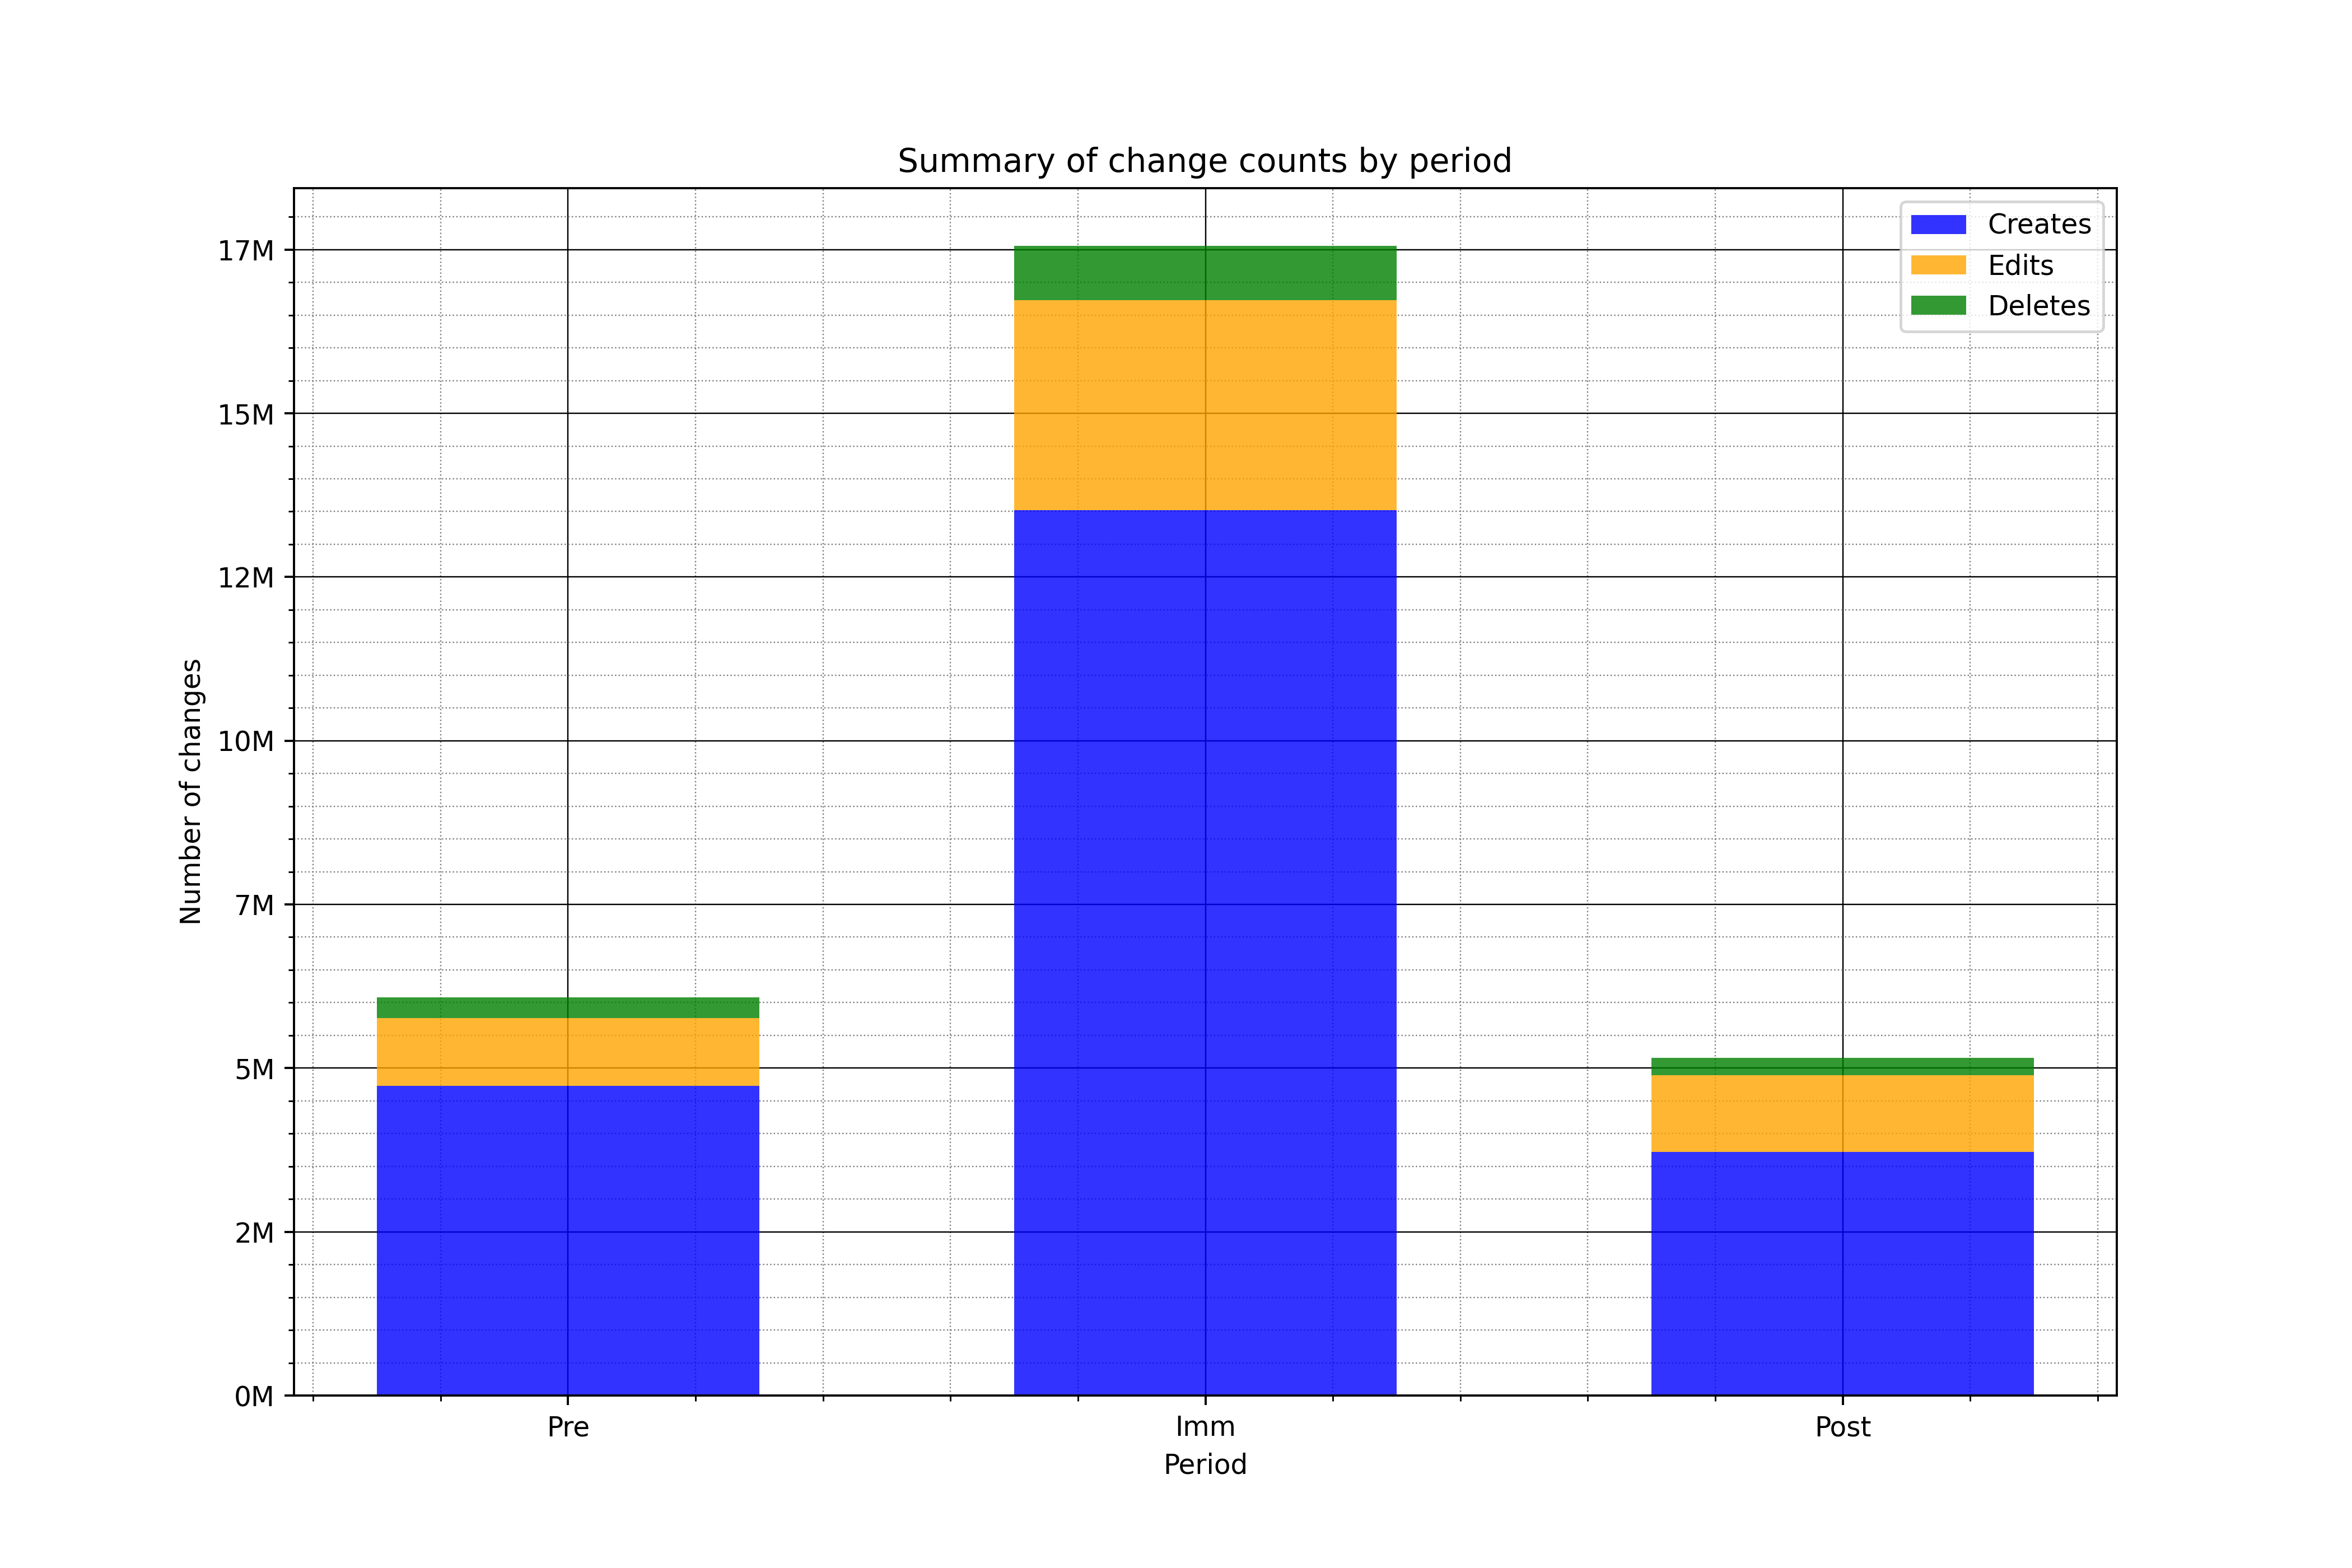 Summary of change counts by period
Creates
Edits
Deletes
17M
15M
12M
10M
7M
5M
2M
0M
Number of changes
Pre
Imm
Post
Period